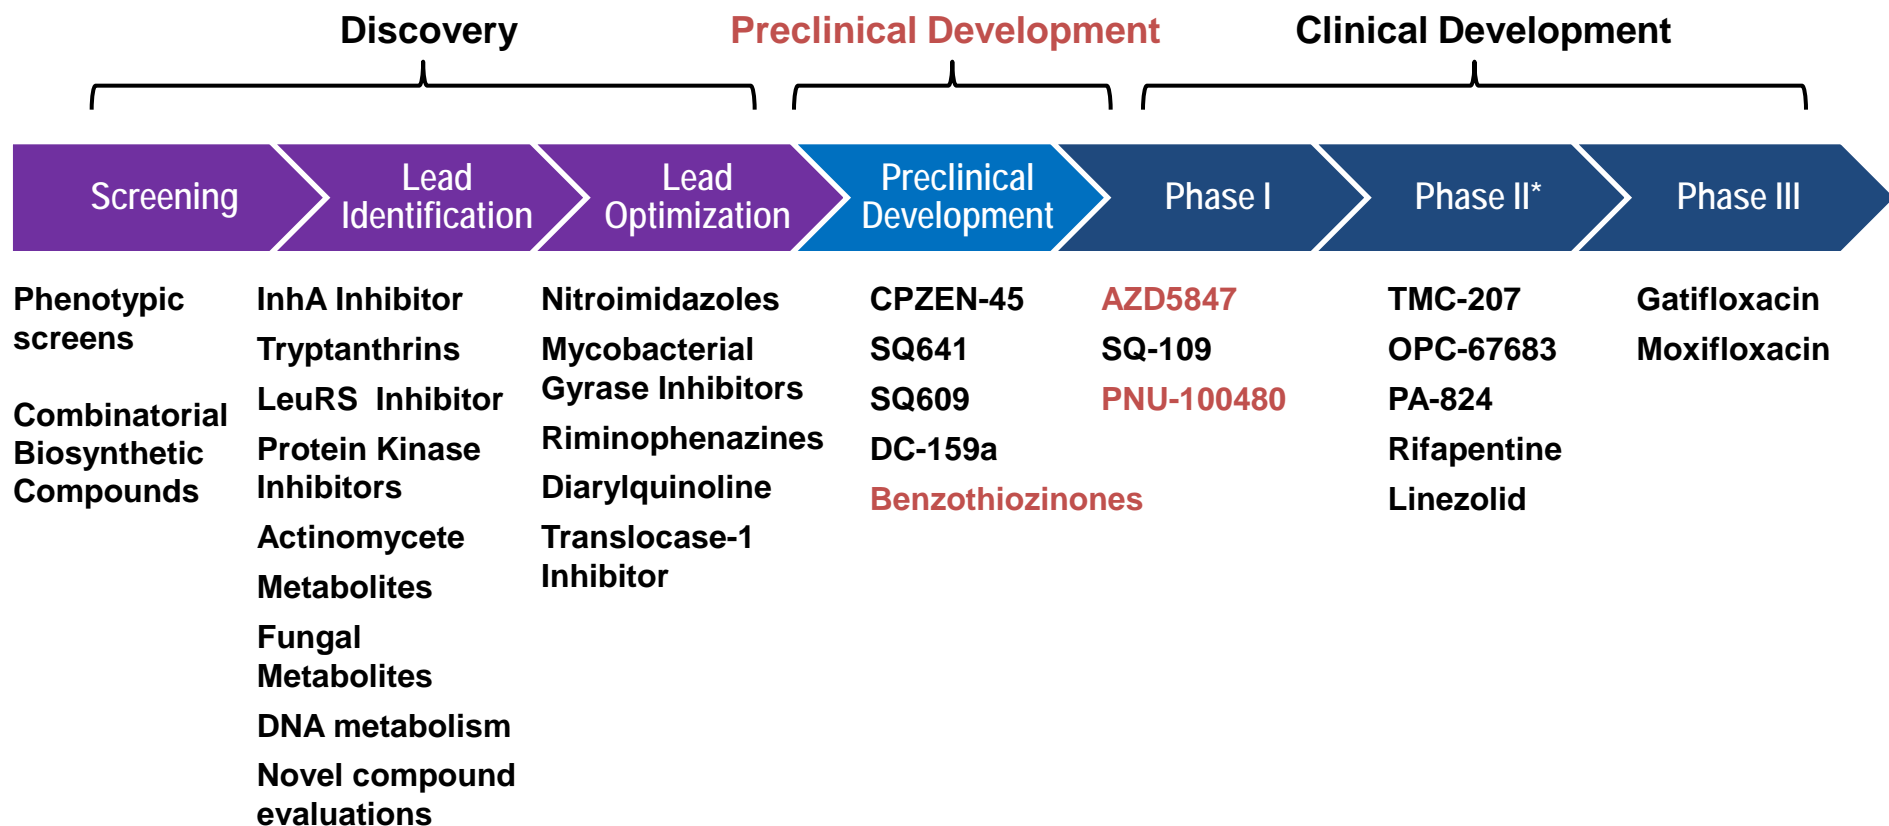 Discovery
Preclinical Development
Clinical Development
Screening
Lead
Identification
Lead
Optimization
Preclinical
Development
Phase I
Phase II*
Phase III
Phenotypic
screens
Combinatorial
Biosynthetic
Compounds
InhA Inhibitor
Tryptanthrins
LeuRS Inhibitor
Protein Kinase
Inhibitors
Actinomycete
Metabolites
Fungal
Metabolites
DNA metabolism
Novel compound
evaluations
Nitroimidazoles
Mycobacterial
Gyrase Inhibitors
Riminophenazines
Diarylquinoline
Translocase-1
Inhibitor
CPZEN-45
SQ641
SQ609
DC-159a
Benzothiozinones
AZD5847
SQ-109
PNU-100480
TMC-207
OPC-67683
PA-824
Rifapentine
Linezolid
Gatifloxacin
Moxifloxacin